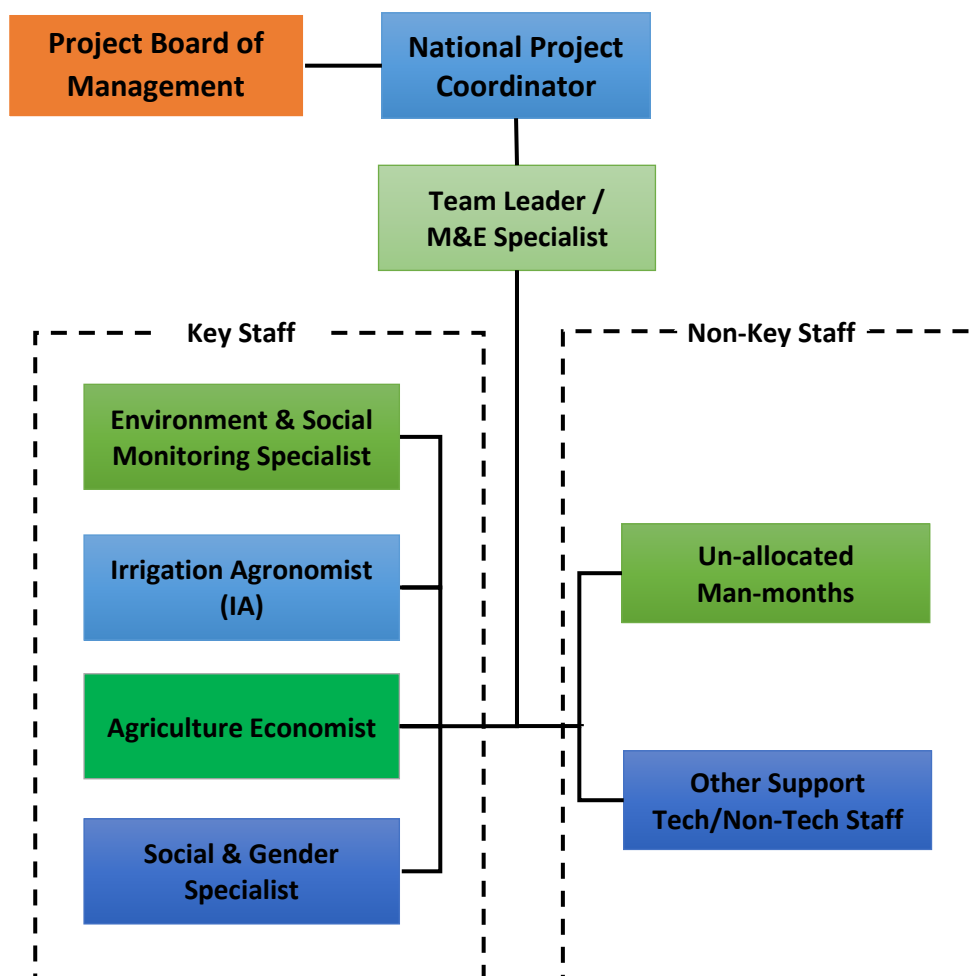 Project Board of
Management
National Project
Coordinator
Team Leader /
M&E Specialist
Key Staff
Non-Key Staff
Environment & Social
Monitoring Specialist
Irrigation Agronomist
(IA)
Agriculture Economist
Social & Gender
Specialist
Un-allocated
Man-months
Other Support
Tech/Non-Tech Staff